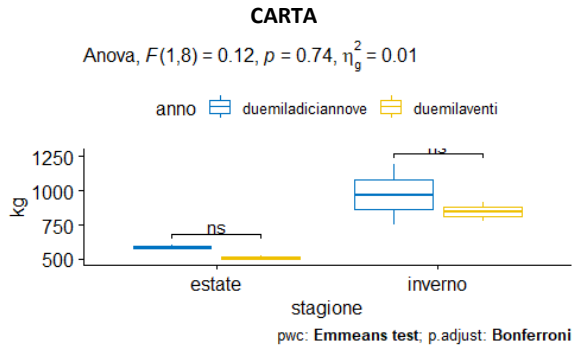 CARTA
Anova, F(1,8) = 0.12, p = 0.74, η²g = 0.01
anno duemiladiciannove duemilaventi
1250
1000
750
500
kg
ns
ns
estate inverno
stagione
pwc: Emmeans test; p.adjust: Bonferroni